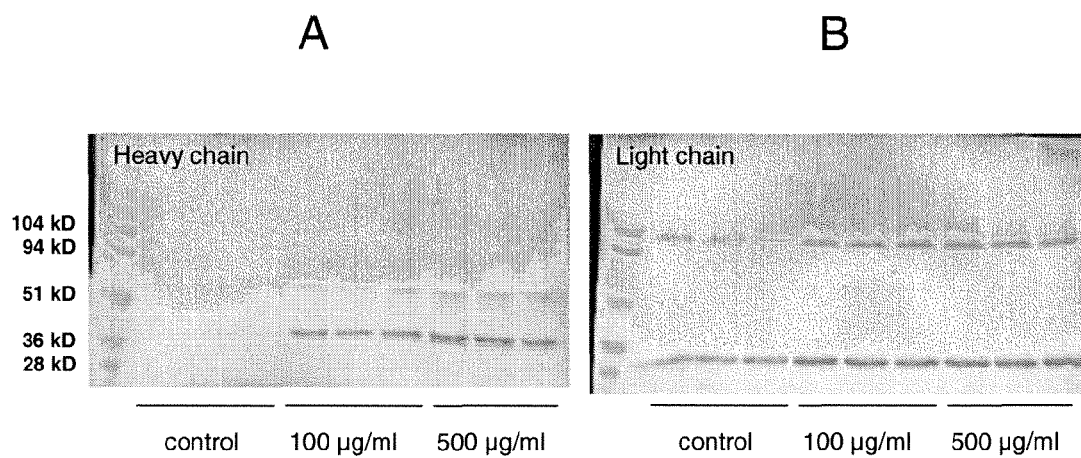 A
B
Heavy chain
Light chain
104 kD
94 kD
51 kD
36 kD
28 kD
control
100 µg/ml
500 µg/ml
control
100 µg/ml
500 µg/ml